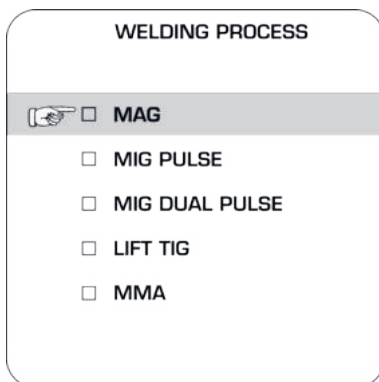 WELDING PROCESS
MAG
MIG PULSE
MIG DUAL PULSE
LIFT TIG
MMA